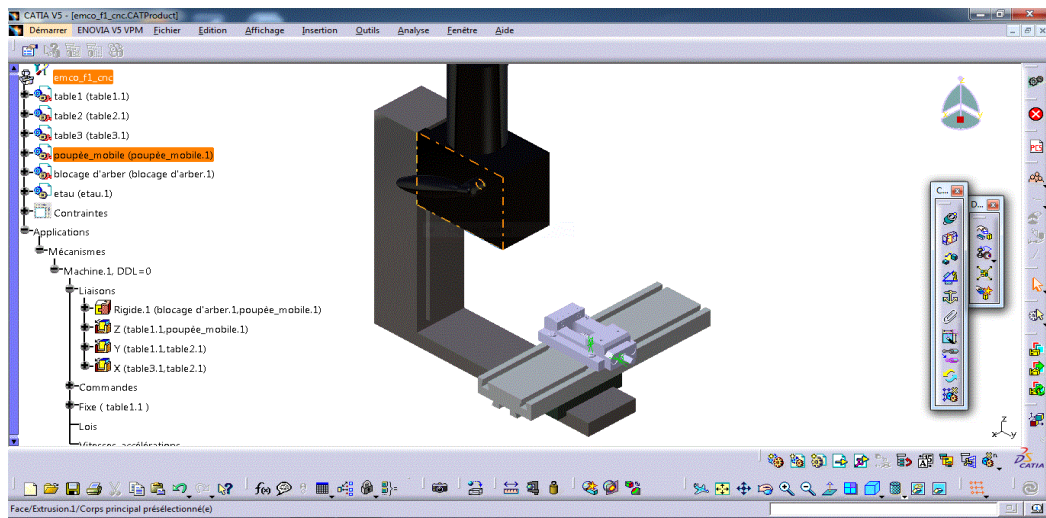 CATIA V5 - [emco_f1_cnc.CATProduct]
Démarrer ENOVIA V5 VPM Fichier Edition Affichage Insertion Outils Analyse Fenêtre Aide
emco_f1_cnc
table1 (table1.1)
table2 (table2.1)
table3 (table3.1)
poupée_mobile (poupée_mobile.1)
blocage d'arber (blocage d'arber.1)
etau (etau.1)
Contraintes
Applications
Mécanismes
Machine.1, DDL=0
Liaisons
Rigide.1 (blocage d'arber.1,poupée_mobile.1)
Z (table1.1,poupée_mobile.1)
Y (table1.1,table2.1)
X (table3.1,table2.1)
Commandes
Fixe ( table1.1 )
Lois
Vitesses-accélérations
C...
D...
PCS
z
x y
f(x)
CATIA
Face/Extrusion.1/Corps principal présélectionné(e)